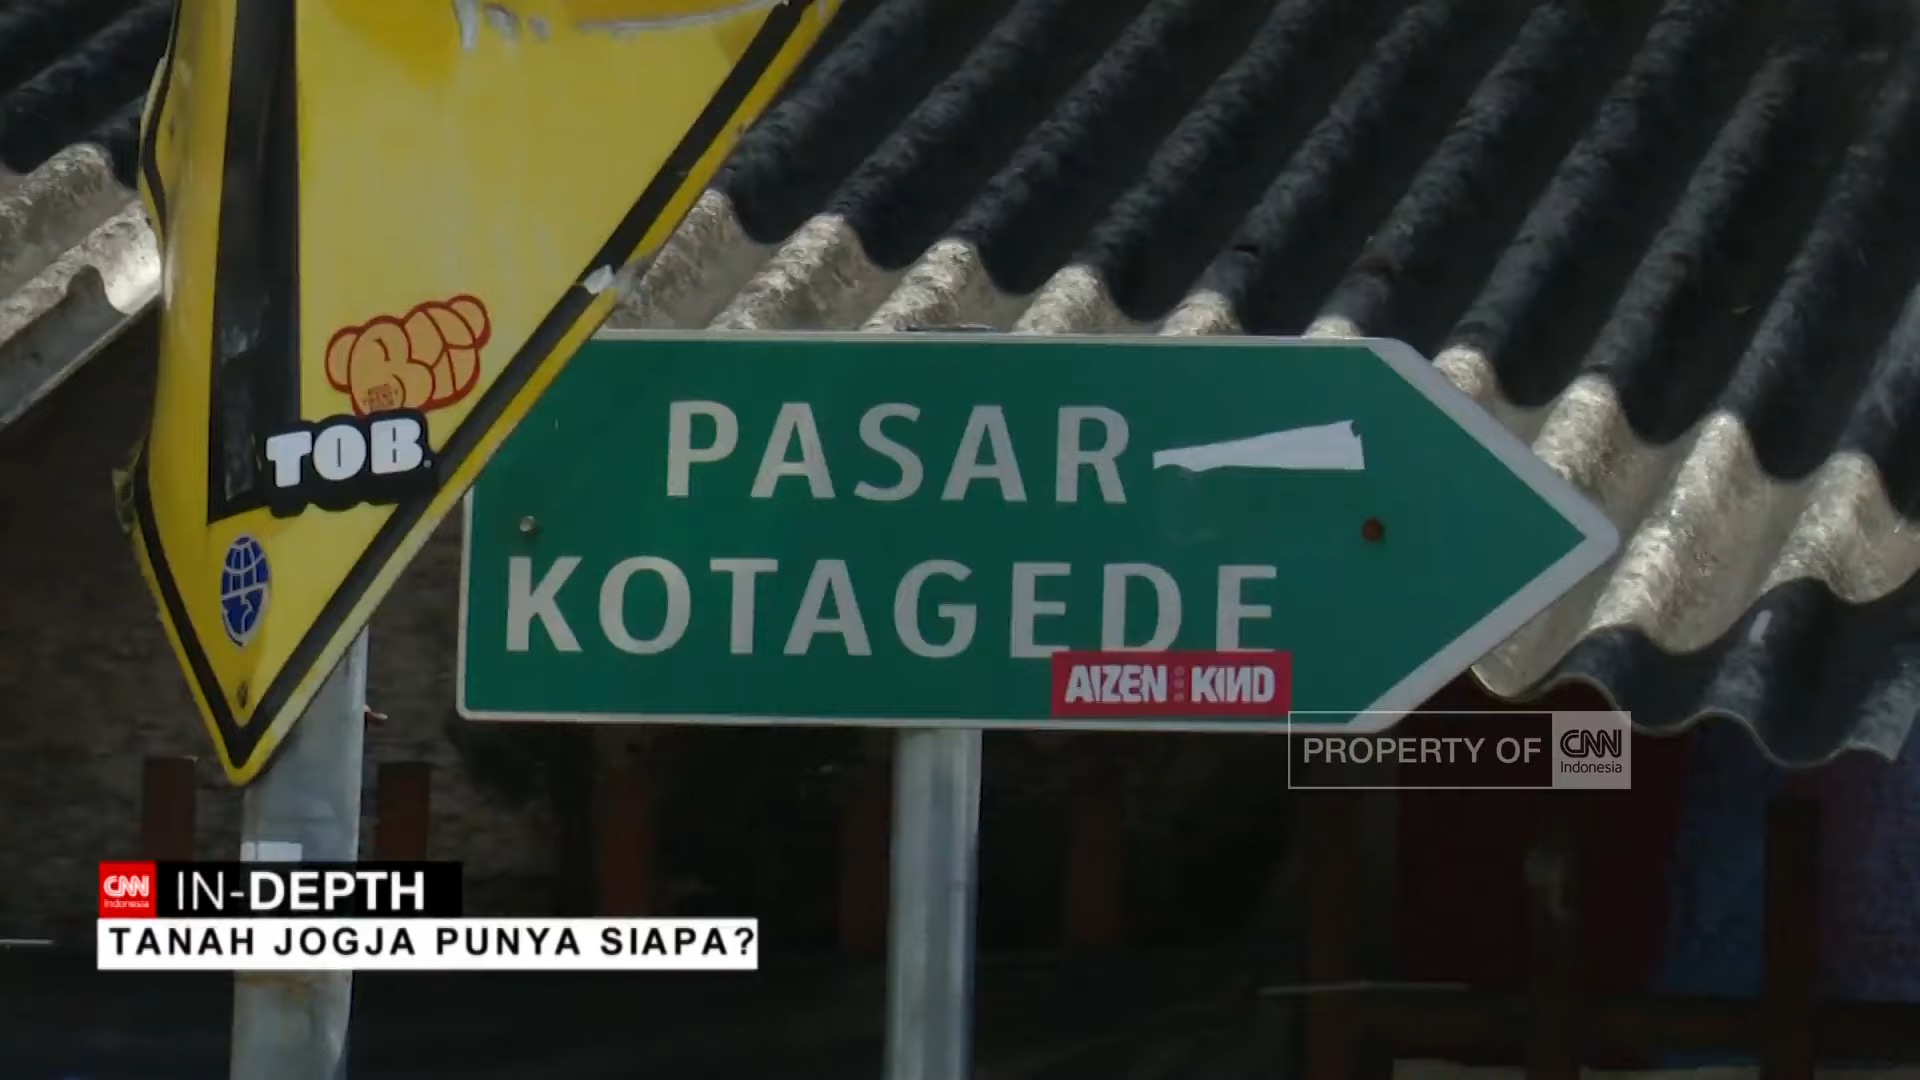 TOB.
PASAR
KOTAGEDE
AIZEN KIND
PROPERTY OF CNN Indonesia
CNN Indonesia IN-DEPTH
TANAH JOGJA PUNYA SIAPA?